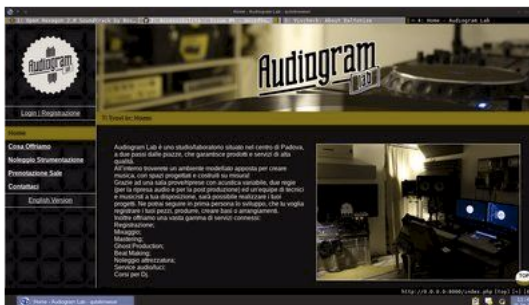 Home - Audiogram Lab - qutebrowser
4: Home - Audiogram Lab
Audiogram
Lab
Audiogram
Lab
Login | Registrazione
Ti trovi in: Home
Home
Cosa Offriamo
Noleggio Strumentazione
Prenotazione Sale
Contattaci
English Version
Audiogram Lab è uno studio/laboratorio situato nel centro di Padova,
a due passi dalle piazze, che garantisce prodotti e servizi di alta
qualità.
All'interno troverete un ambiente modellato apposta per creare
musica, con spazi progettati e costruiti su misura!
Grazie ad una sala prove/riprese con acustica variabile, due regie
(per la ripresa audio e per la post produzione) ed un'equipe di tecnici
e musicisti a tua disposizione, sarà possibile realizzare i tuoi
progetti. Ne potrai seguire in prima persona lo sviluppo, che tu voglia
registrare i tuoi pezzi, produrre, creare basi o arrangiamenti.
Inoltre offriamo una vasta gamma di servizi connessi:
Registrazione;
Mixaggio;
Mastering;
Ghost Production;
Beat Making;
Noleggio attrezzatura;
Service audio/luci;
Corsi per Dj.
TOP
http://0.0.0.0:8000/index.php [top]
Home - Audiogram Lab - qutebrowser